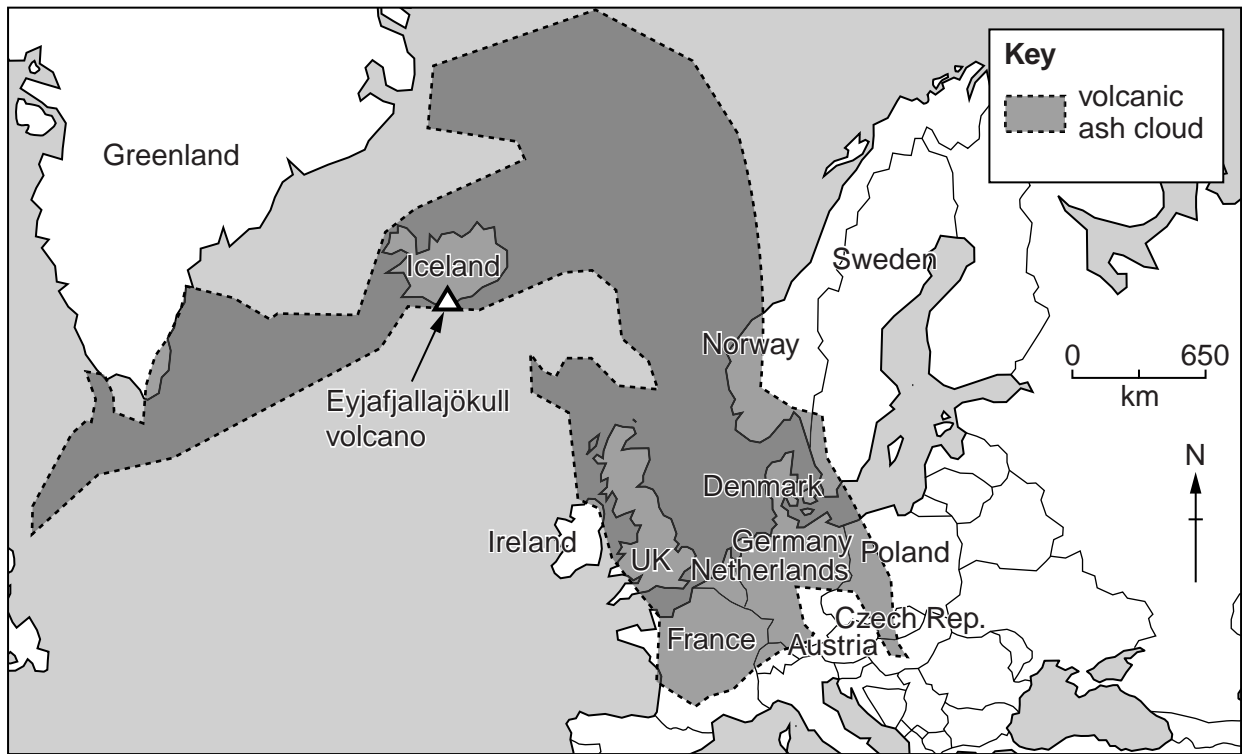 Key
volcanic
ash cloud
Greenland
Iceland
Sweden
Norway
0 650
km
Eyjafjallajökull
volcano
N
Denmark
Ireland
UK
Germany
Netherlands
Poland
Czech Rep.
France
Austria